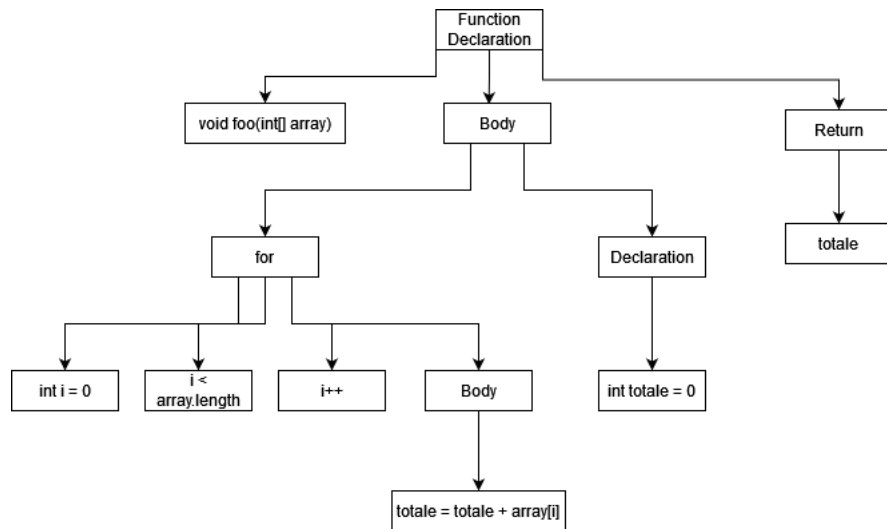 Function
Declaration
void foo(int[] array)
Body
Return
totale
for
Declaration
int i = 0
i <
array.length
i++
Body
int totale = 0
totale = totale + array[i]